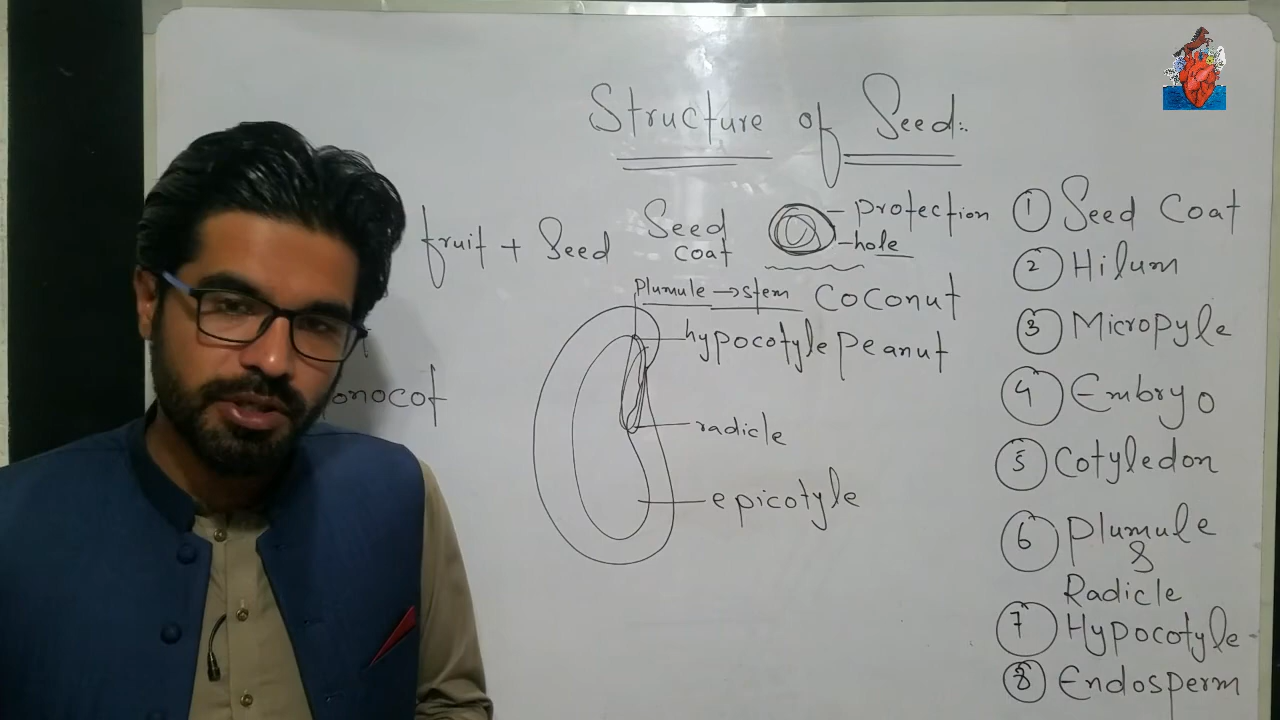 Structure of Seed:.
fruit + Seed
Seed
coat
protection
hole
Plumule → stem
Coconut
hypocotyle
Peanut
onocot
radicle
epicotyle
① Seed Coat
② Hilum
③ Micropyle
④ Embryo
⑤ Cotyledon
⑥ Plumule
&
Radicle
⑦ Hypocotyle
⑧ Endosperm